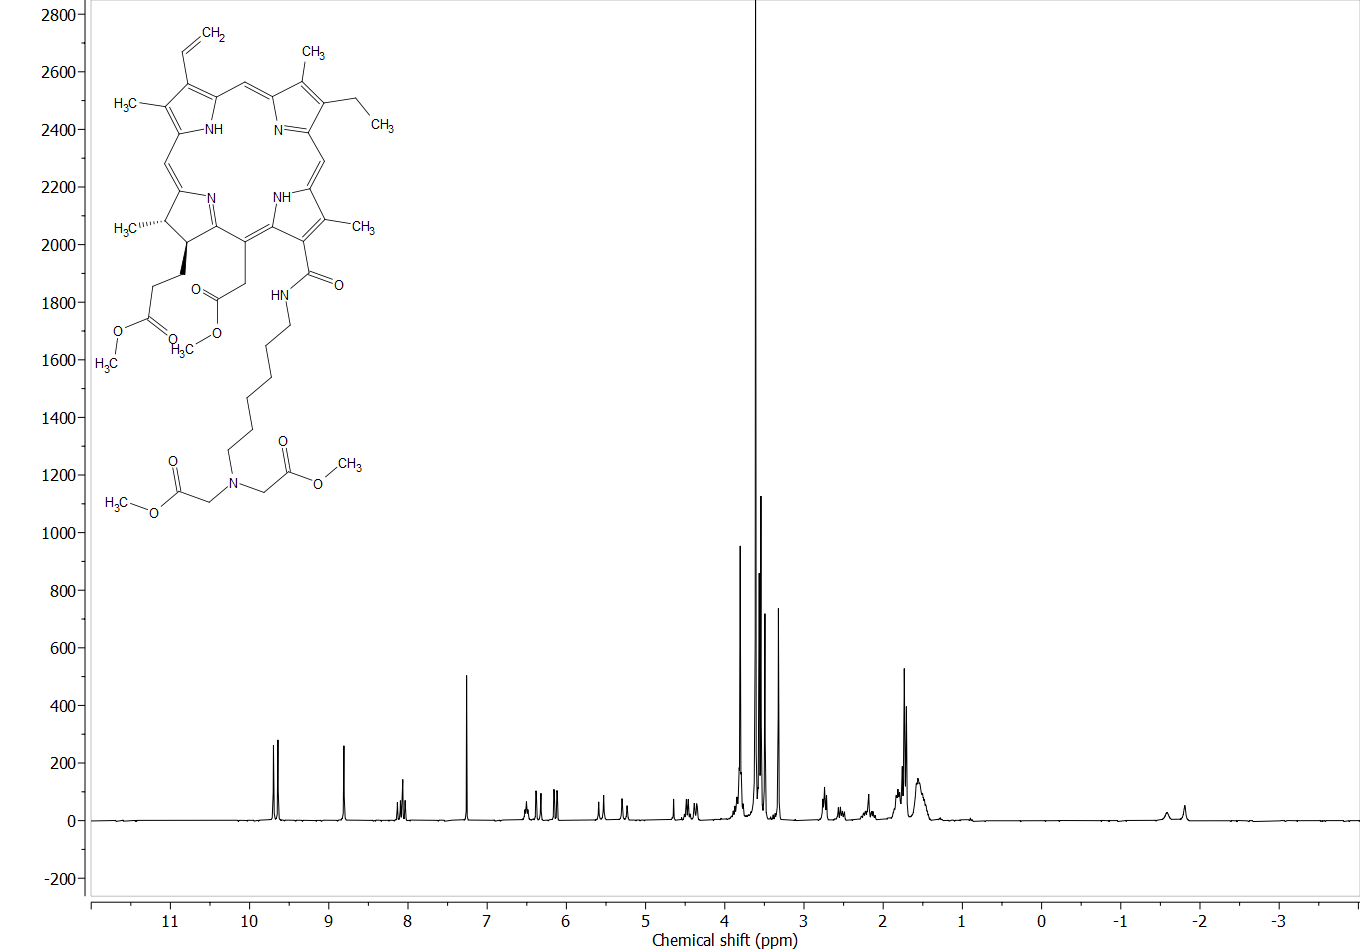 2800
2600
2400
2200
2000
1800
1600
1400
1200
1000
800
600
400
200
0
-200
CH2
CH3
H3C
CH3
NH
N
N
NH
H3C
CH3
O
HN
O
O
O
O
H3C
H3C
O
O
CH3
O
N
H3C
O
11 10 9 8 7 6 5 4 3 2 1 0 -1 -2 -3
Chemical shift (ppm)